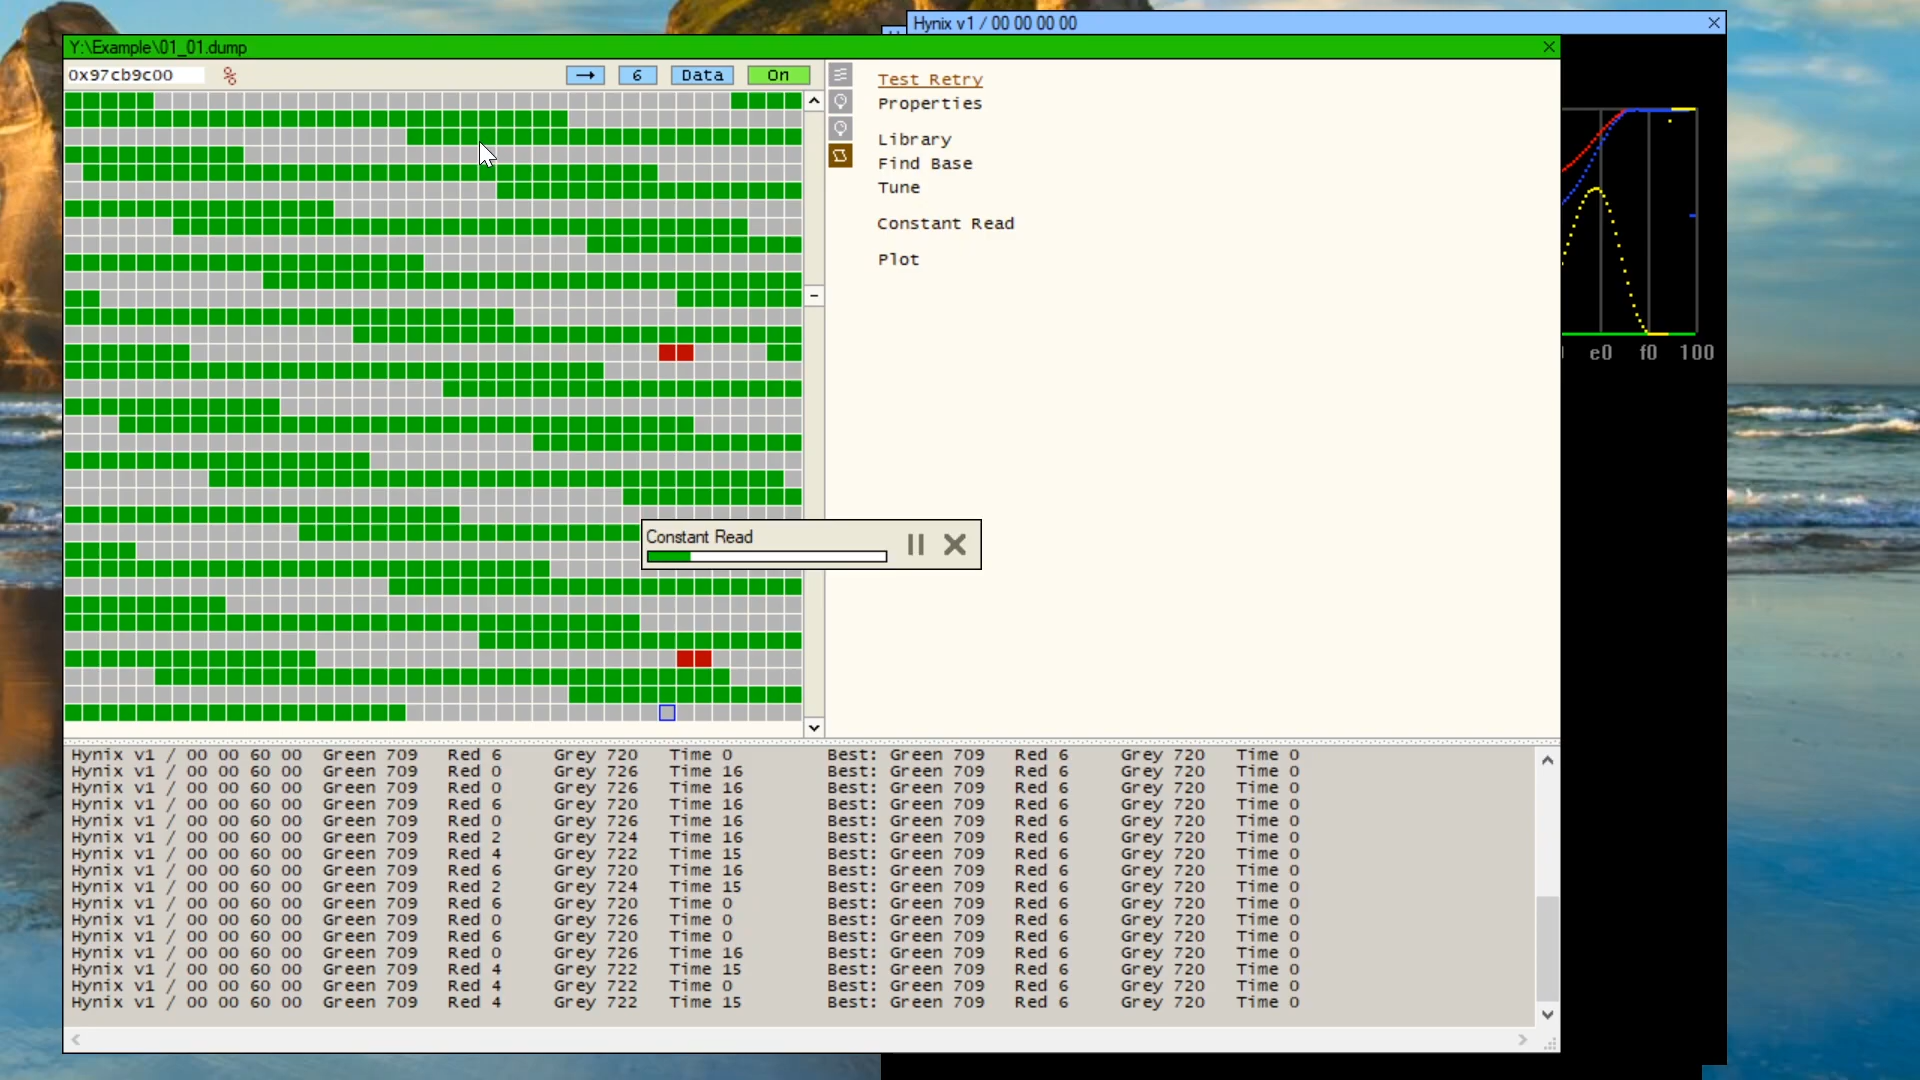 Hynix v1 / 00 00 00 00
Y:\Example\01_01.dump
0x97cb9c00 % → 6 Data On
Test Retry
Properties
Library
Find Base
Tune
Constant Read
Plot
e0 f0 100
Constant Read
Hynix v1 / 00 00 60 00 Green 709 Red 6 Grey 720 Time 0 Best: Green 709 Red 6 Grey 720 Time 0
Hynix v1 / 00 00 60 00 Green 709 Red 0 Grey 726 Time 16 Best: Green 709 Red 6 Grey 720 Time 0
Hynix v1 / 00 00 60 00 Green 709 Red 0 Grey 726 Time 16 Best: Green 709 Red 6 Grey 720 Time 0
Hynix v1 / 00 00 60 00 Green 709 Red 6 Grey 720 Time 16 Best: Green 709 Red 6 Grey 720 Time 0
Hynix v1 / 00 00 60 00 Green 709 Red 0 Grey 726 Time 16 Best: Green 709 Red 6 Grey 720 Time 0
Hynix v1 / 00 00 60 00 Green 709 Red 2 Grey 724 Time 16 Best: Green 709 Red 6 Grey 720 Time 0
Hynix v1 / 00 00 60 00 Green 709 Red 4 Grey 722 Time 15 Best: Green 709 Red 6 Grey 720 Time 0
Hynix v1 / 00 00 60 00 Green 709 Red 6 Grey 720 Time 16 Best: Green 709 Red 6 Grey 720 Time 0
Hynix v1 / 00 00 60 00 Green 709 Red 2 Grey 724 Time 15 Best: Green 709 Red 6 Grey 720 Time 0
Hynix v1 / 00 00 60 00 Green 709 Red 6 Grey 720 Time 0 Best: Green 709 Red 6 Grey 720 Time 0
Hynix v1 / 00 00 60 00 Green 709 Red 0 Grey 726 Time 0 Best: Green 709 Red 6 Grey 720 Time 0
Hynix v1 / 00 00 60 00 Green 709 Red 6 Grey 720 Time 0 Best: Green 709 Red 6 Grey 720 Time 0
Hynix v1 / 00 00 60 00 Green 709 Red 0 Grey 726 Time 16 Best: Green 709 Red 6 Grey 720 Time 0
Hynix v1 / 00 00 60 00 Green 709 Red 4 Grey 722 Time 15 Best: Green 709 Red 6 Grey 720 Time 0
Hynix v1 / 00 00 60 00 Green 709 Red 4 Grey 722 Time 0 Best: Green 709 Red 6 Grey 720 Time 0
Hynix v1 / 00 00 60 00 Green 709 Red 4 Grey 722 Time 15 Best: Green 709 Red 6 Grey 720 Time 0